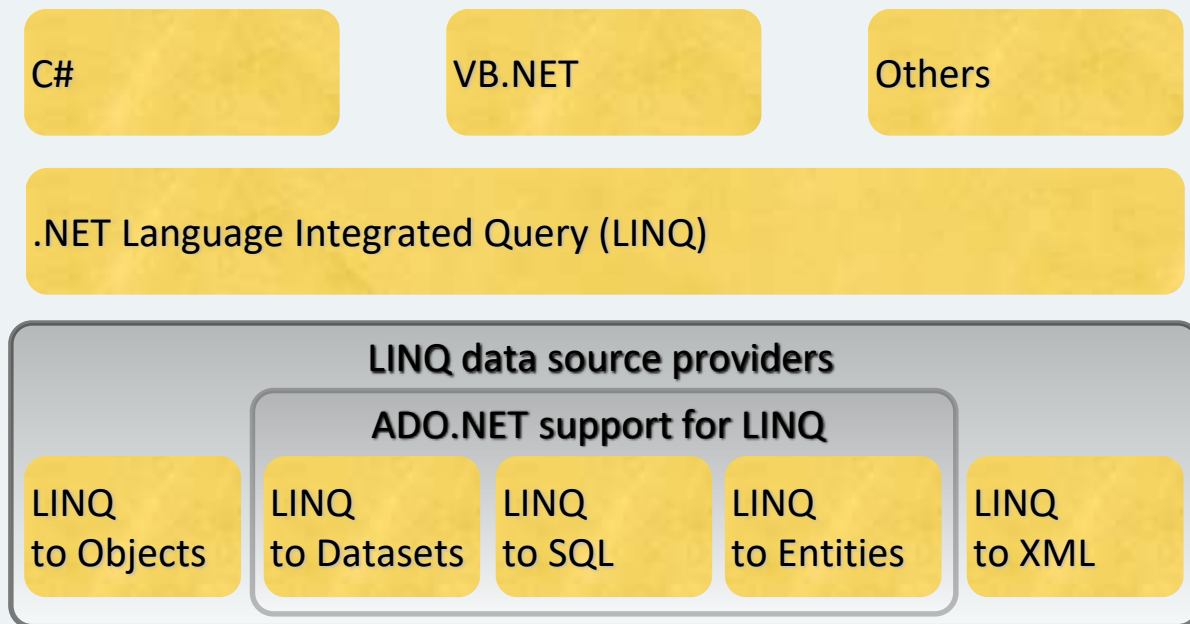 C#
VB.NET
Others
.NET Language Integrated Query (LINQ)
LINQ data source providers
ADO.NET support for LINQ
LINQ
to Objects
LINQ
to Datasets
LINQ
to SQL
LINQ
to Entities
LINQ
to XML